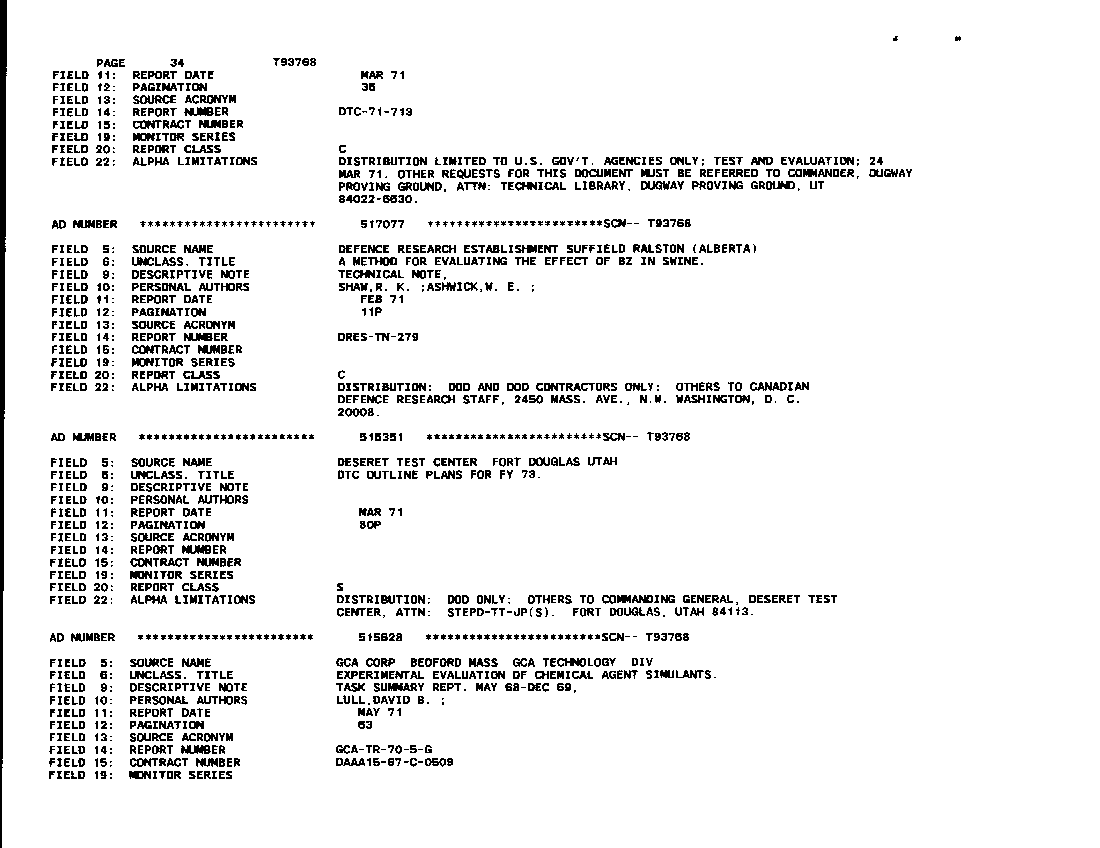 PAGE 34 T93768
FIELD 11: REPORT DATE MAR 71
FIELD 12: PAGINATION 36
FIELD 13: SOURCE ACRONYM
FIELD 14: REPORT NUMBER DTC-71-713
FIELD 15: CONTRACT NUMBER
FIELD 19: MONITOR SERIES
FIELD 20: REPORT CLASS C
FIELD 22: ALPHA LIMITATIONS DISTRIBUTION LIMITED TO U.S. GOV'T. AGENCIES ONLY; TEST AND EVALUATION; 24
MAR 71. OTHER REQUESTS FOR THIS DOCUMENT MUST BE REFERRED TO COMMANDER, DUGWAY
PROVING GROUND, ATTN: TECHNICAL LIBRARY, DUGWAY PROVING GROUND, UT
84022-6630.
AD NUMBER ************************ 517077 ************************SCN-- T93768
FIELD 5: SOURCE NAME DEFENCE RESEARCH ESTABLISHMENT SUFFIELD RALSTON (ALBERTA)
FIELD 6: UNCLASS. TITLE A METHOD FOR EVALUATING THE EFFECT OF BZ IN SWINE.
FIELD 9: DESCRIPTIVE NOTE TECHNICAL NOTE,
FIELD 10: PERSONAL AUTHORS SHAW,R. K. ;ASHWICK,W. E. ;
FIELD 11: REPORT DATE FEB 71
FIELD 12: PAGINATION 11P
FIELD 13: SOURCE ACRONYM
FIELD 14: REPORT NUMBER DRES-TN-279
FIELD 15: CONTRACT NUMBER
FIELD 19: MONITOR SERIES
FIELD 20: REPORT CLASS C
FIELD 22: ALPHA LIMITATIONS DISTRIBUTION: DOD AND DOD CONTRACTORS ONLY: OTHERS TO CANADIAN
DEFENCE RESEARCH STAFF, 2450 MASS. AVE., N.W. WASHINGTON, D. C.
20008.
AD NUMBER ************************ 516351 ************************SCN-- T93768
FIELD 5: SOURCE NAME DESERET TEST CENTER FORT DOUGLAS UTAH
FIELD 6: UNCLASS. TITLE DTC OUTLINE PLANS FOR FY 73.
FIELD 9: DESCRIPTIVE NOTE
FIELD 10: PERSONAL AUTHORS
FIELD 11: REPORT DATE MAR 71
FIELD 12: PAGINATION 80P
FIELD 13: SOURCE ACRONYM
FIELD 14: REPORT NUMBER
FIELD 15: CONTRACT NUMBER
FIELD 19: MONITOR SERIES
FIELD 20: REPORT CLASS S
FIELD 22: ALPHA LIMITATIONS DISTRIBUTION: DOD ONLY: OTHERS TO COMMANDING GENERAL, DESERET TEST
CENTER, ATTN: STEPD-TT-JP(S). FORT DOUGLAS, UTAH 84113.
AD NUMBER ************************ 515628 ************************SCN-- T93768
FIELD 5: SOURCE NAME GCA CORP BEDFORD MASS GCA TECHNOLOGY DIV
FIELD 6: UNCLASS. TITLE EXPERIMENTAL EVALUATION OF CHEMICAL AGENT SIMULANTS.
FIELD 9: DESCRIPTIVE NOTE TASK SUMMARY REPT. MAY 68-DEC 69,
FIELD 10: PERSONAL AUTHORS LULL,DAVID B. ;
FIELD 11: REPORT DATE MAY 71
FIELD 12: PAGINATION 63
FIELD 13: SOURCE ACRONYM
FIELD 14: REPORT NUMBER GCA-TR-70-5-G
FIELD 15: CONTRACT NUMBER DAAA15-67-C-0509
FIELD 19: MONITOR SERIES